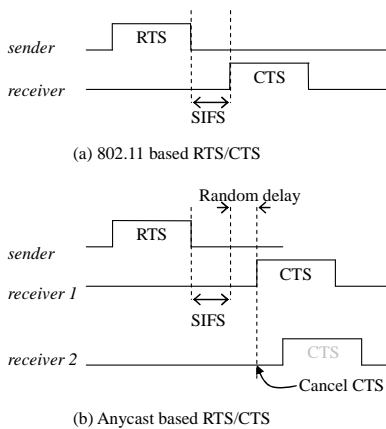 RTS
sender
CTS
receiver
SIFS
(a) 802.11 based RTS/CTS
Random delay
RTS
sender
CTS
receiver 1
SIFS
CTS
receiver 2
Cancel CTS
(b) Anycast based RTS/CTS